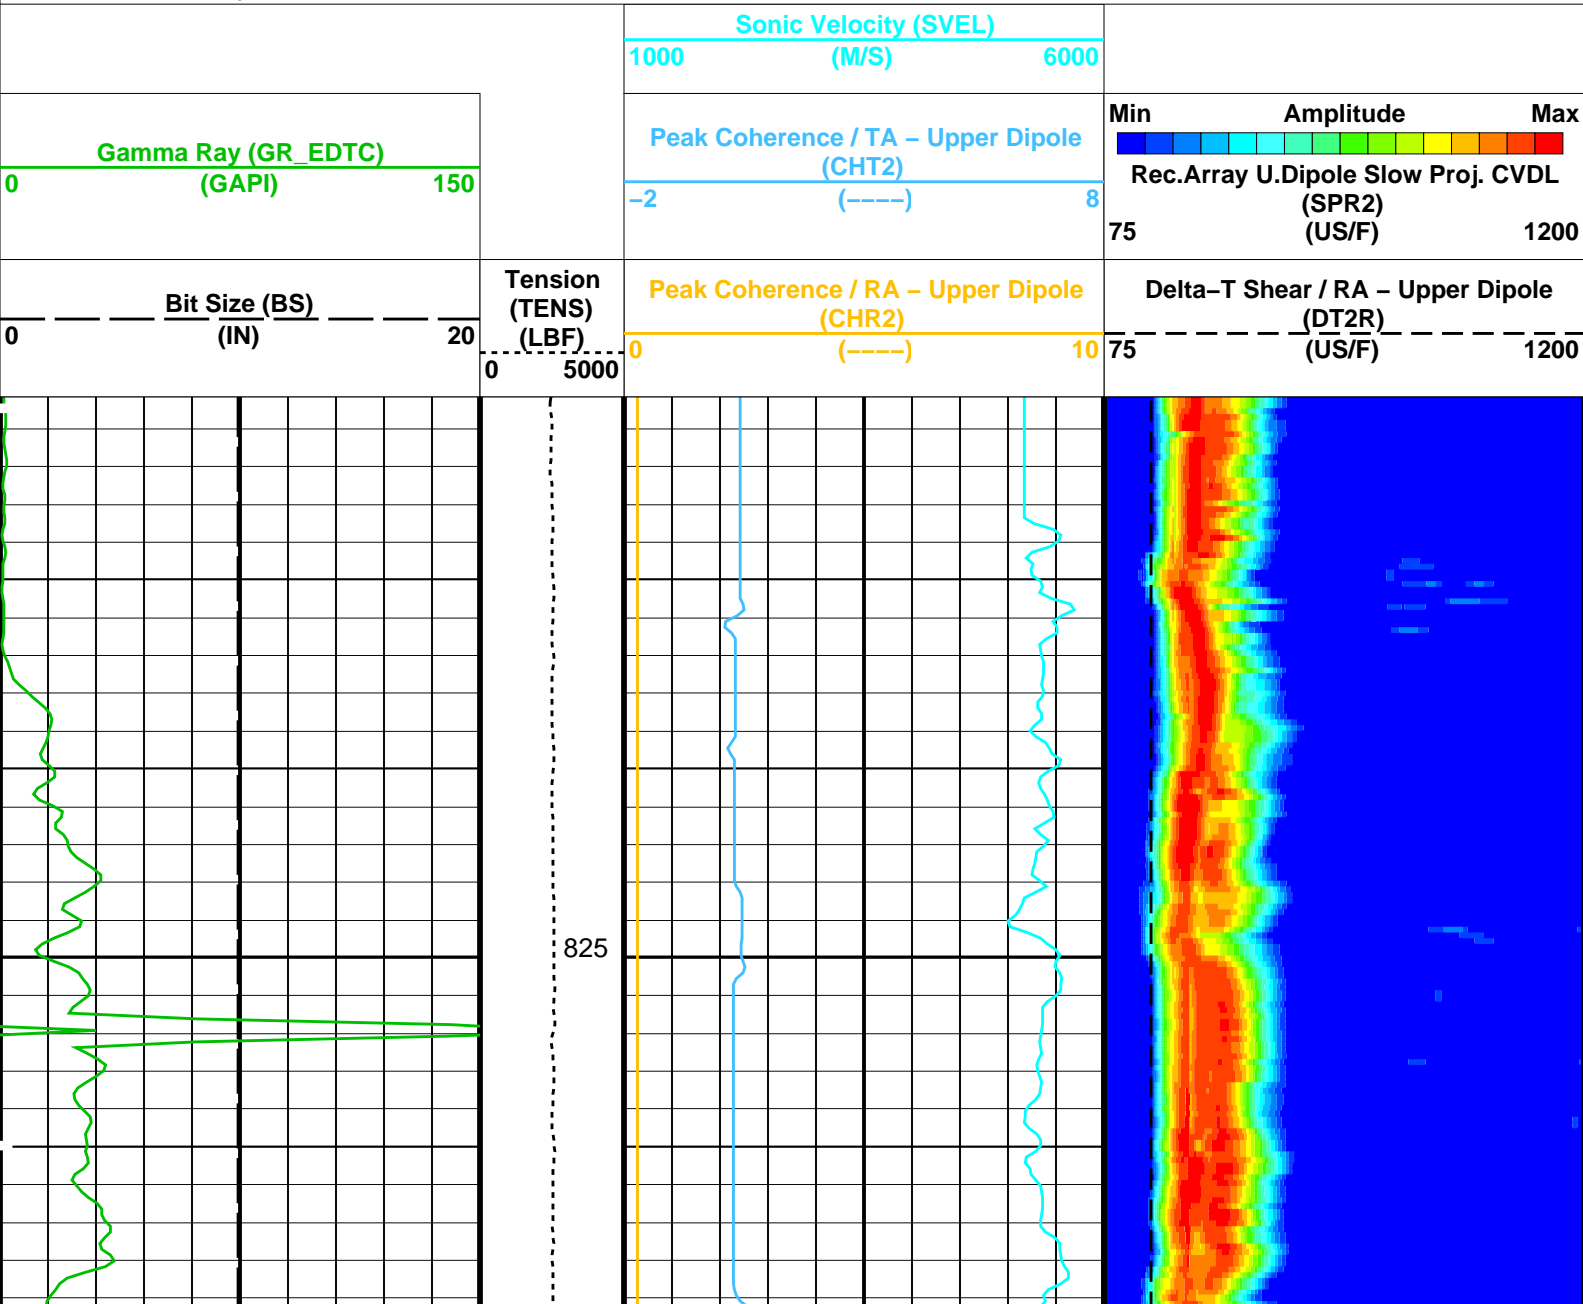 Sonic Velocity (SVEL)
1000 (M/S) 6000
Gamma Ray (GR_EDTC)
0 (GAPI) 150
Peak Coherence / TA – Upper Dipole
(CHT2)
–2 (––––) 8
Min Amplitude Max
Rec.Array U.Dipole Slow Proj. CVDL
(SPR2)
75 (US/F) 1200
Bit Size (BS)
0 (IN) 20
Tension
(TENS)
(LBF)
0 5000
Peak Coherence / RA – Upper Dipole
(CHR2)
0 (––––) 10
Delta–T Shear / RA – Upper Dipole
(DT2R)
75 (US/F) 1200
825